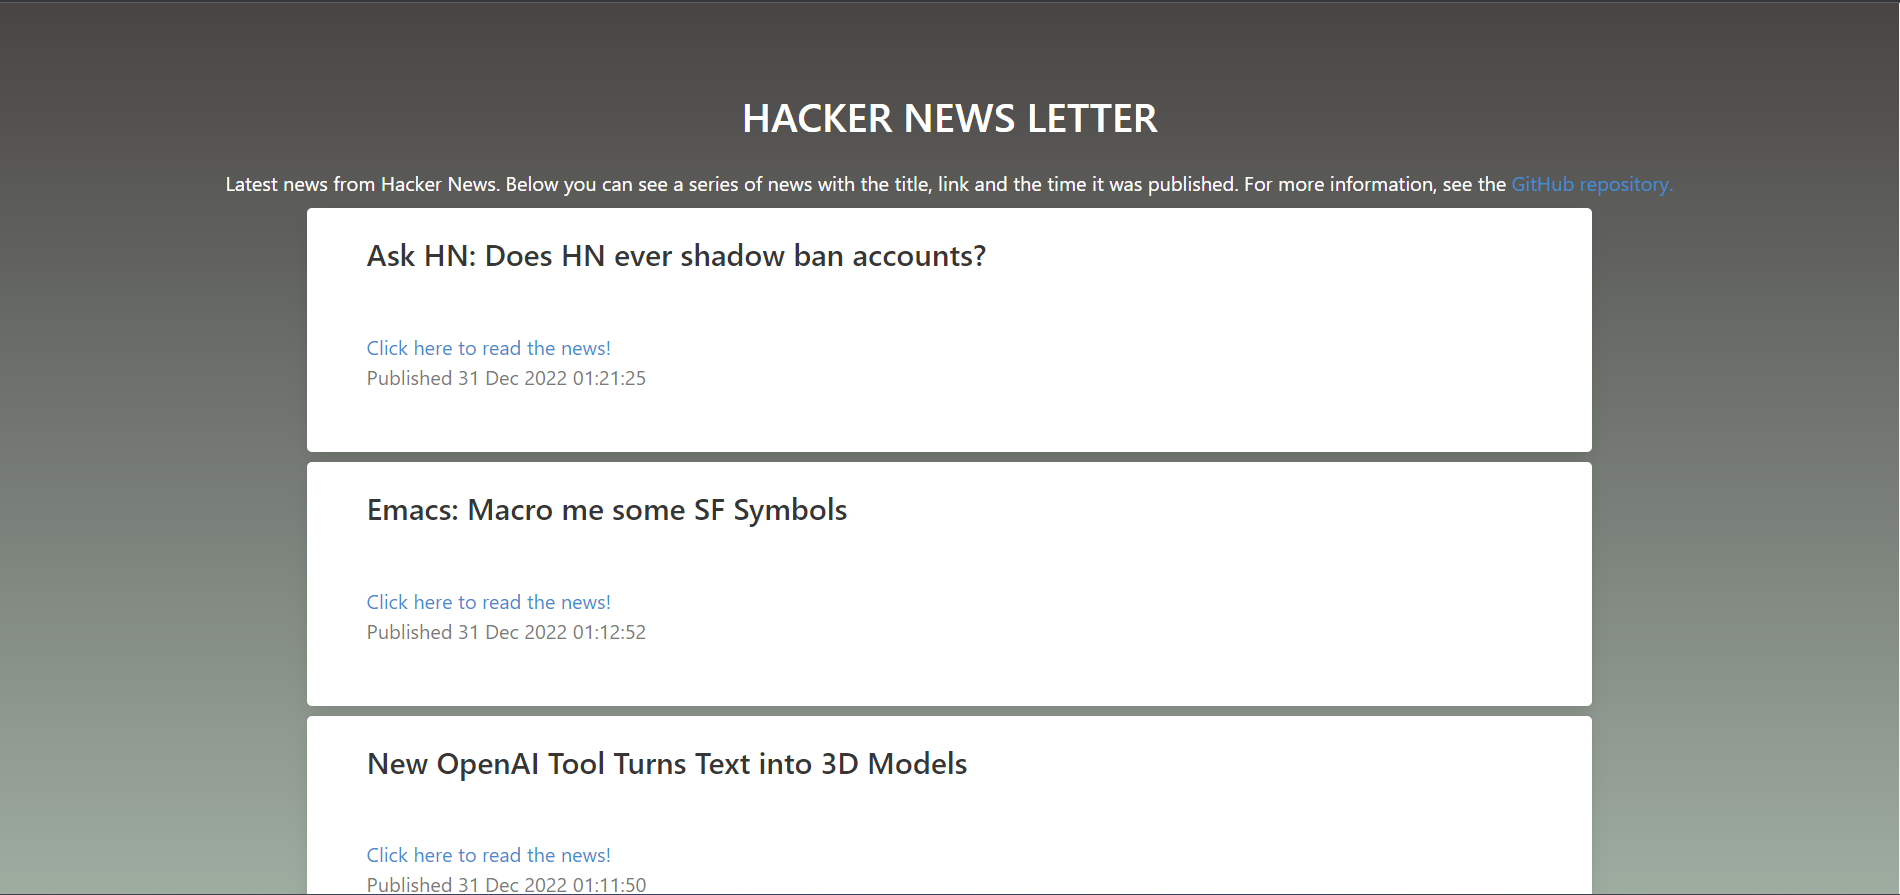 HACKER NEWS LETTER
Latest news from Hacker News. Below you can see a series of news with the title, link and the time it was published. For more information, see the GitHub repository.
Ask HN: Does HN ever shadow ban accounts?
Click here to read the news!
Published 31 Dec 2022 01:21:25
Emacs: Macro me some SF Symbols
Click here to read the news!
Published 31 Dec 2022 01:12:52
New OpenAI Tool Turns Text into 3D Models
Click here to read the news!
Published 31 Dec 2022 01:11:50